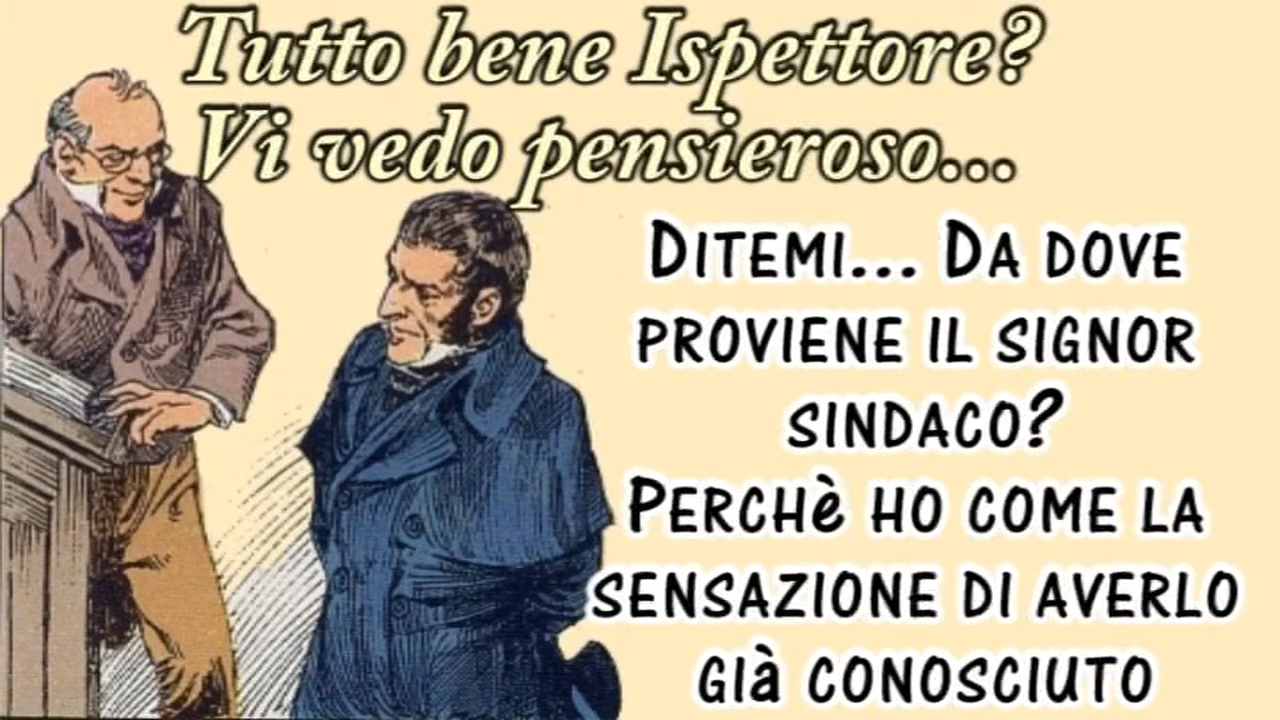 Tutto bene Ispettore?
Vi vedo pensieroso...
DITEMI... DA DOVE
PROVIENE IL SIGNOR
SINDACO?
PERCHè HO COME LA
SENSAZIONE DI AVERLO
GIà CONOSCIUTO